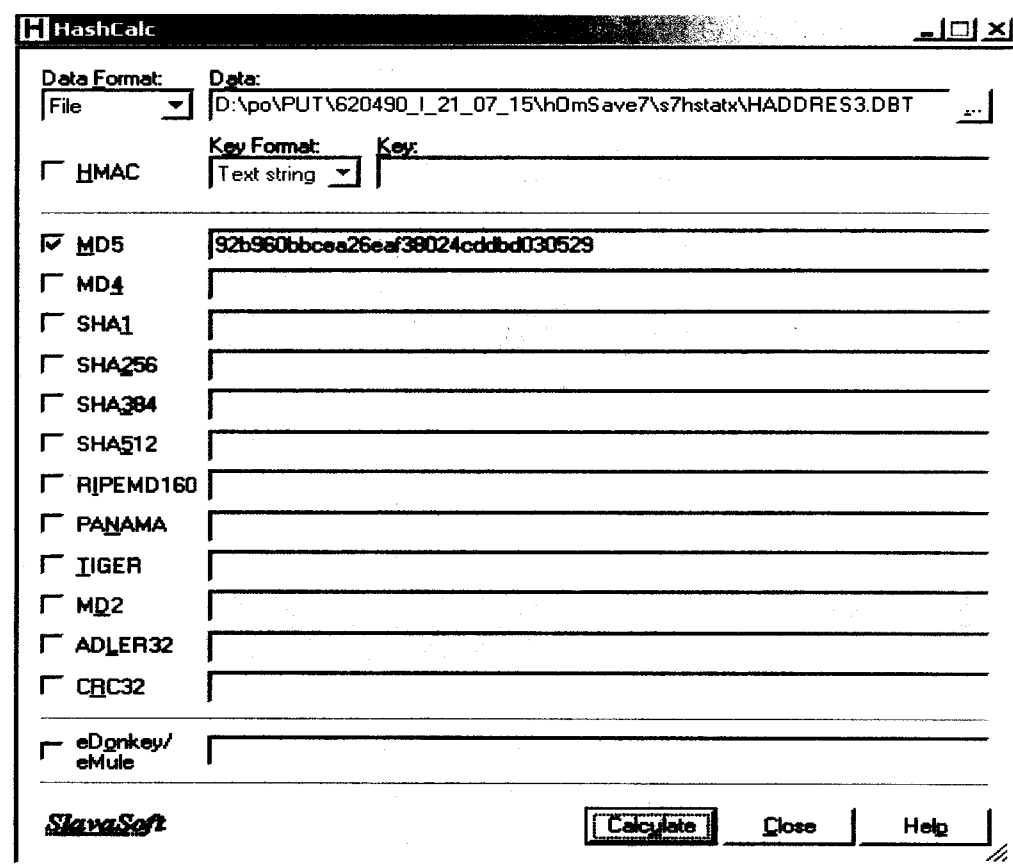 HashCalc
Data Format: Data:
File D:\po\PUT\620490_I_21_07_15\hOmSave7\s7hstatx\HADDRES3.DBT ...
Key Format: Key:
HMAC Text string
MD5 92b960bbcea26eaf38024cddbd030529
MD4
SHA1
SHA256
SHA384
SHA512
RIPEMD160
PANAMA
TIGER
MD2
ADLER32
CRC32
eDonkey/
eMule
SlavaSoft Calculate Close Help